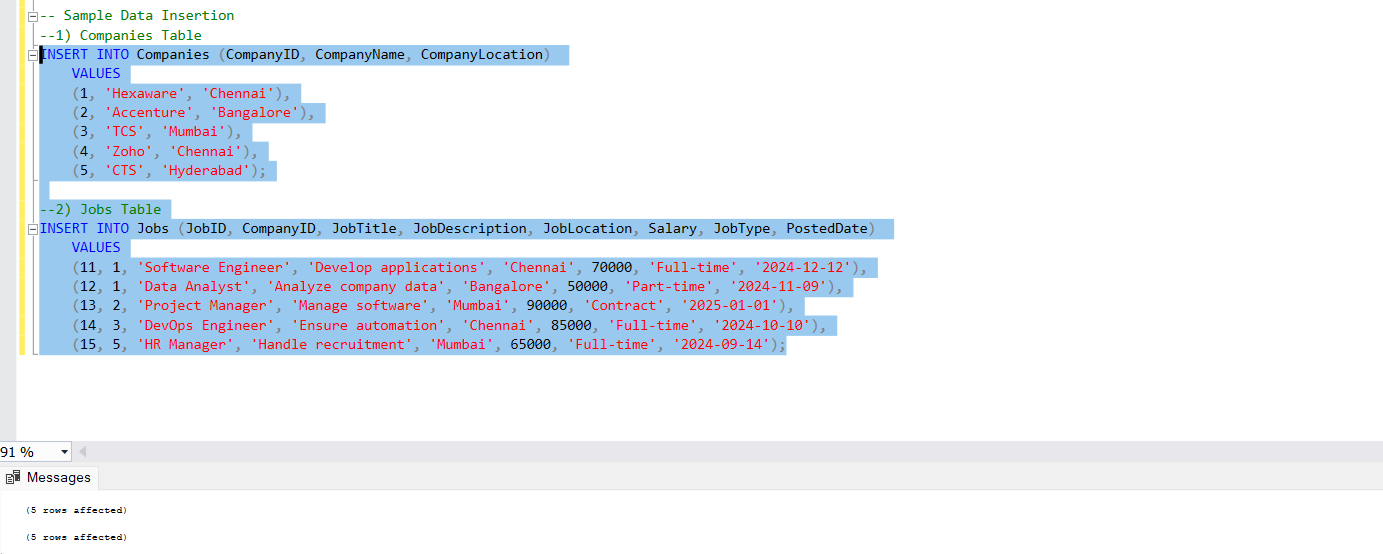 -- Sample Data Insertion
--1) Companies Table
INSERT INTO Companies (CompanyID, CompanyName, CompanyLocation)
VALUES
(1, 'Hexaware', 'Chennai'),
(2, 'Accenture', 'Bangalore'),
(3, 'TCS', 'Mumbai'),
(4, 'Zoho', 'Chennai'),
(5, 'CTS', 'Hyderabad');
--2) Jobs Table
INSERT INTO Jobs (JobID, CompanyID, JobTitle, JobDescription, JobLocation, Salary, JobType, PostedDate)
VALUES
(11, 1, 'Software Engineer', 'Develop applications', 'Chennai', 70000, 'Full-time', '2024-12-12'),
(12, 1, 'Data Analyst', 'Analyze company data', 'Bangalore', 50000, 'Part-time', '2024-11-09'),
(13, 2, 'Project Manager', 'Manage software', 'Mumbai', 90000, 'Contract', '2025-01-01'),
(14, 3, 'DevOps Engineer', 'Ensure automation', 'Chennai', 85000, 'Full-time', '2024-10-10'),
(15, 5, 'HR Manager', 'Handle recruitment', 'Mumbai', 65000, 'Full-time', '2024-09-14');
91 %
Messages
(5 rows affected)
(5 rows affected)